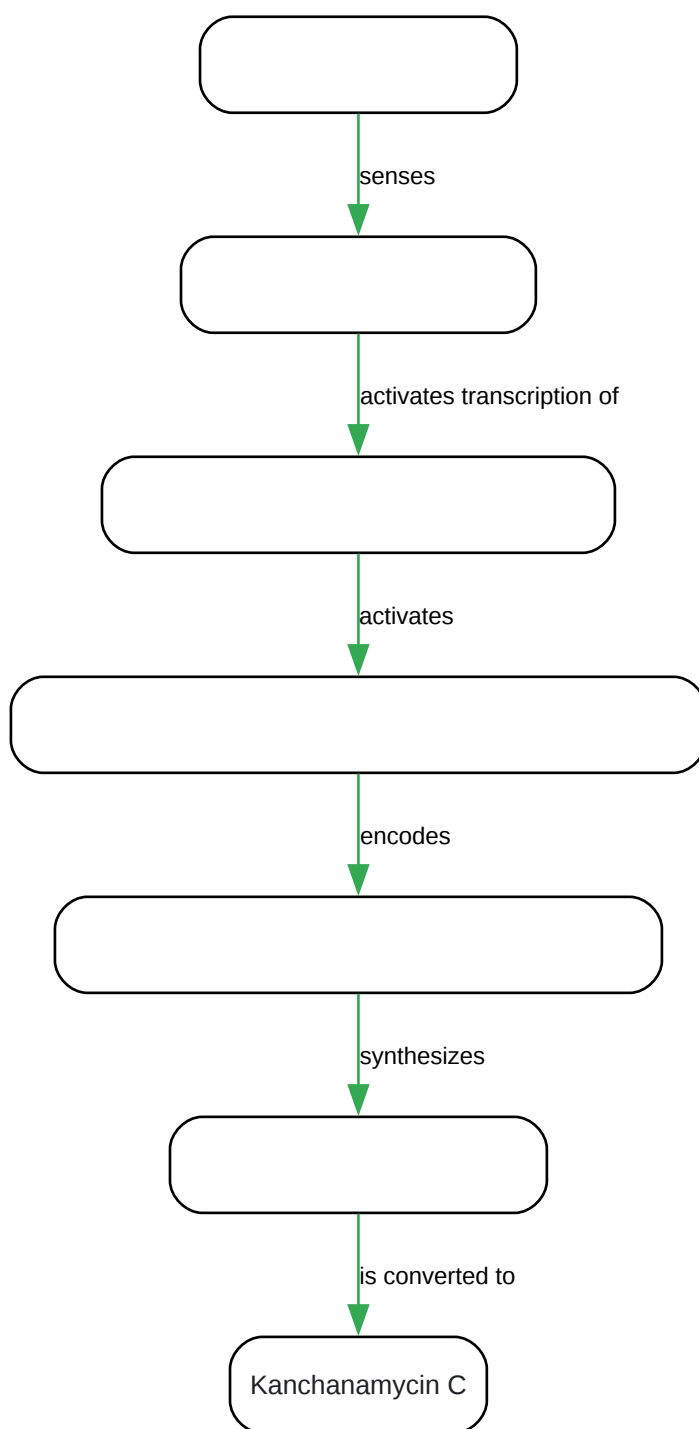 senses
activates transcription of
activates
encodes
synthesizes
is converted to
Kanchanamycin C